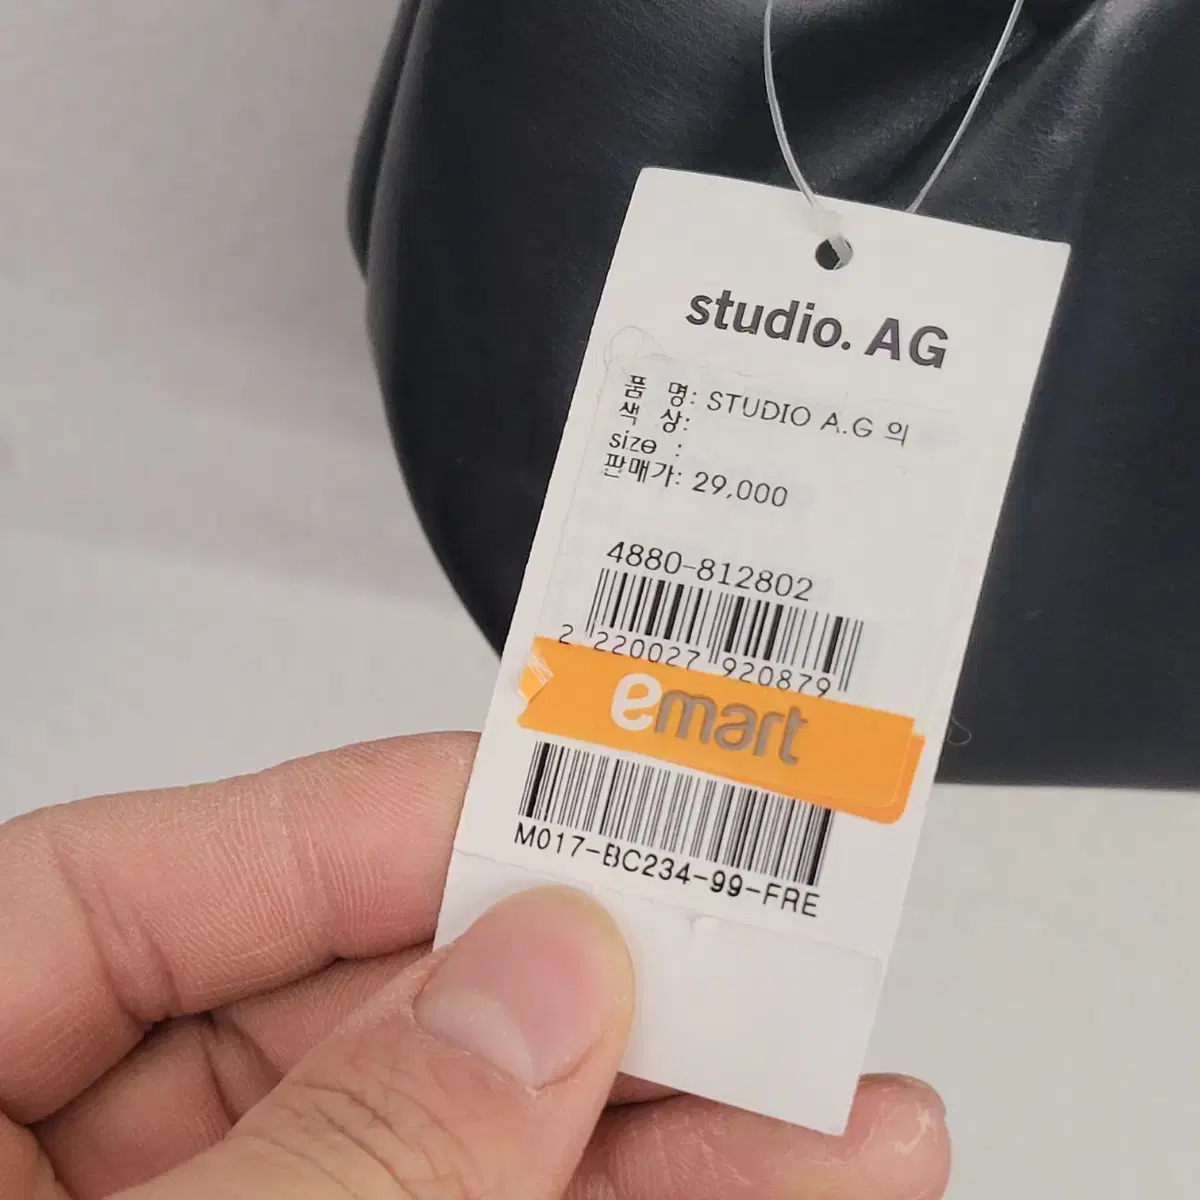 studio. AG
품 명: STUDIO A.G 의
색 상:
size :
판매가: 29,000
4880-812802
2 220027 920879
emart
M017-BC234-99-FRE